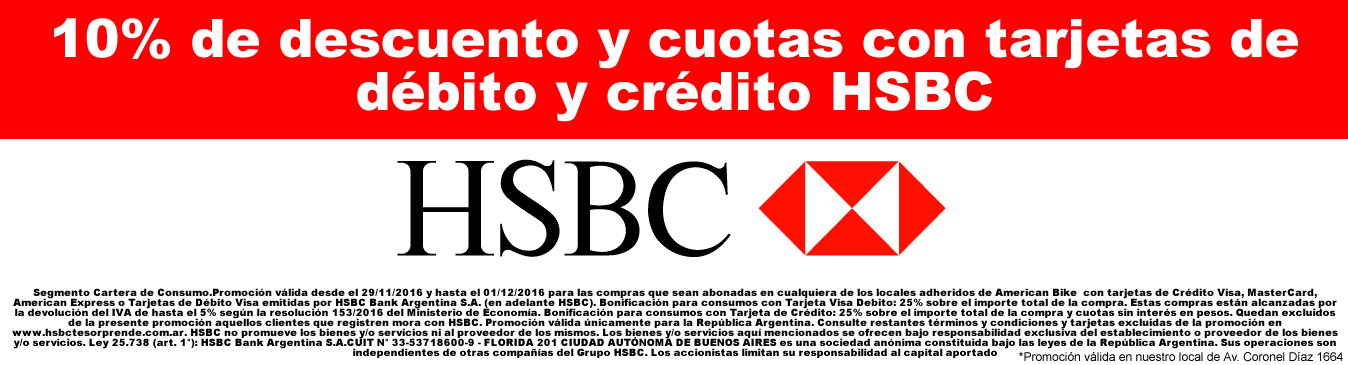 10% de descuento y cuotas con tarjetas de
débito y crédito HSBC
HSBC
Segmento Cartera de Consumo.Promoción válida desde el 29/11/2016 y hasta el 01/12/2016 para las compras que sean abonadas en cualquiera de los locales adheridos de American Bike con tarjetas de Crédito Visa, MasterCard,
American Express o Tarjetas de Débito Visa emitidas por HSBC Bank Argentina S.A. (en adelante HSBC). Bonificación para consumos con Tarjeta Visa Debito: 25% sobre el importe total de la compra. Estas compras están alcanzadas por
la devolución del IVA de hasta el 5% según la resolución 153/2016 del Ministerio de Economía. Bonificación para consumos con Tarjeta de Crédito: 25% sobre el importe total de la compra y cuotas sin interés en pesos. Quedan excluidos
de la presente promoción aquellos clientes que registren mora con HSBC. Promoción válida únicamente para la República Argentina. Consulte restantes términos y condiciones y tarjetas excluidas de la promoción en
www.hsbctesorprende.com.ar. HSBC no promueve los bienes y/o servicios ni al proveedor de los mismos. Los bienes y/o servicios aquí mencionados se ofrecen bajo responsabilidad exclusiva del establecimiento o proveedor de los bienes
y/o servicios. Ley 25.738 (art. 1°): HSBC Bank Argentina S.A.CUIT N° 33-53718600-9 - FLORIDA 201 CIUDAD AUTÓNOMA DE BUENOS AIRES es una sociedad anónima constituida bajo las leyes de la República Argentina. Sus operaciones son
independientes de otras compañías del Grupo HSBC. Los accionistas limitan su responsabilidad al capital aportado
*Promoción válida en nuestro local de Av. Coronel Díaz 1664